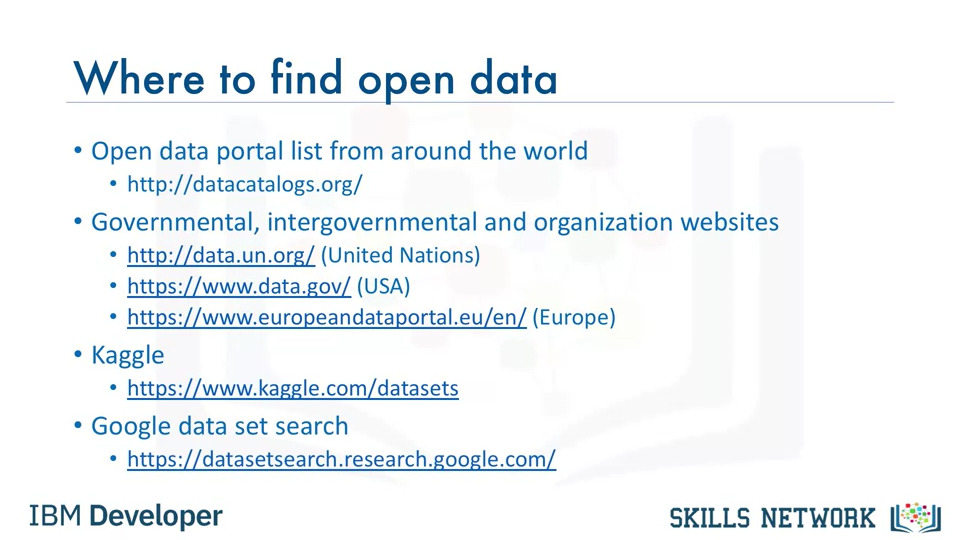 Where to find open data
• Open data portal list from around the world
• http://datacatalogs.org/
• Governmental, intergovernmental and organization websites
• http://data.un.org/ (United Nations)
• https://www.data.gov/ (USA)
• https://www.europeandataportal.eu/en/ (Europe)
• Kaggle
• https://www.kaggle.com/datasets
• Google data set search
• https://datasetsearch.research.google.com/
IBM Developer
SKILLS NETWORK